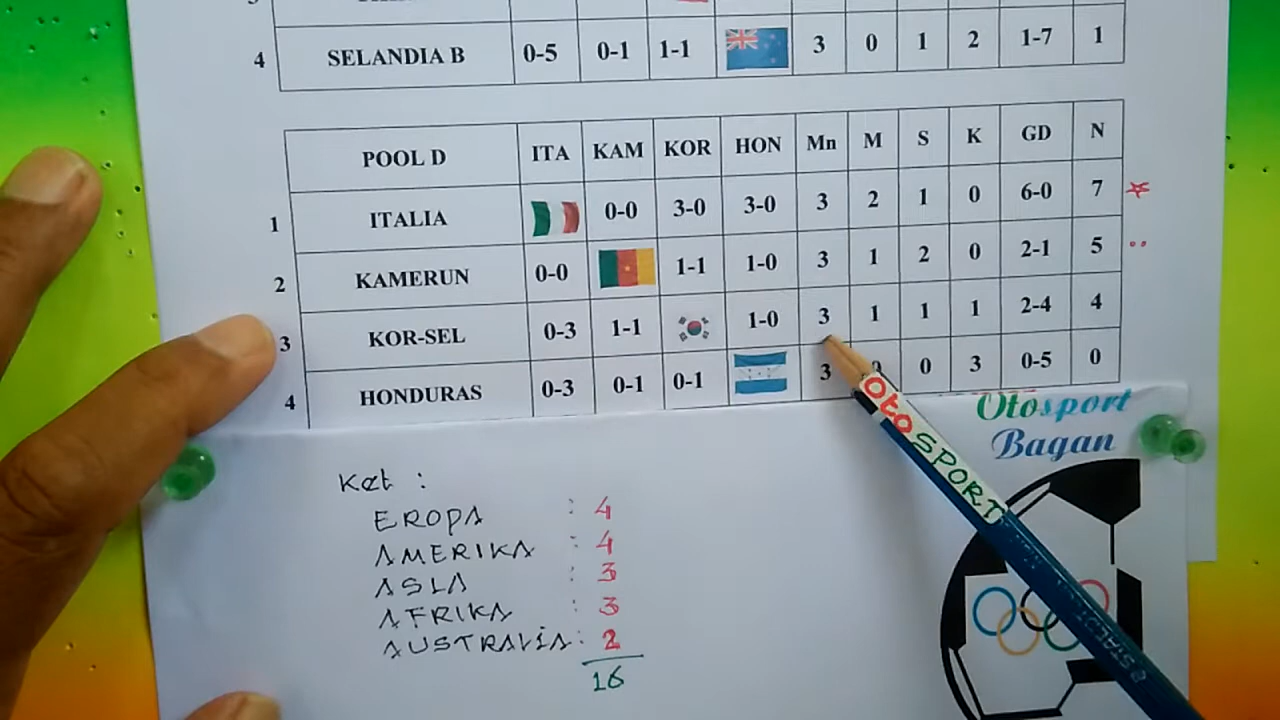 4 SELANDIA B 0-5 0-1 1-1 3 0 1 2 1-7 1
POOL D ITA KAM KOR HON Mn M S K GD N
1 ITALIA 0-0 3-0 3-0 3 2 1 0 6-0 7
2 KAMERUN 0-0 1-1 1-0 3 1 2 0 2-1 5
3 KOR-SEL 0-3 1-1 1-0 3 1 1 1 2-4 4
4 HONDURAS 0-3 0-1 0-1 3 0 3 0-5 0
OtoSPORT
Otosport
Bagan
Ket :
EROPA : 4
AMERIKA : 4
ASIA : 3
AFRIKA : 3
AUSTRALIA : 2
16